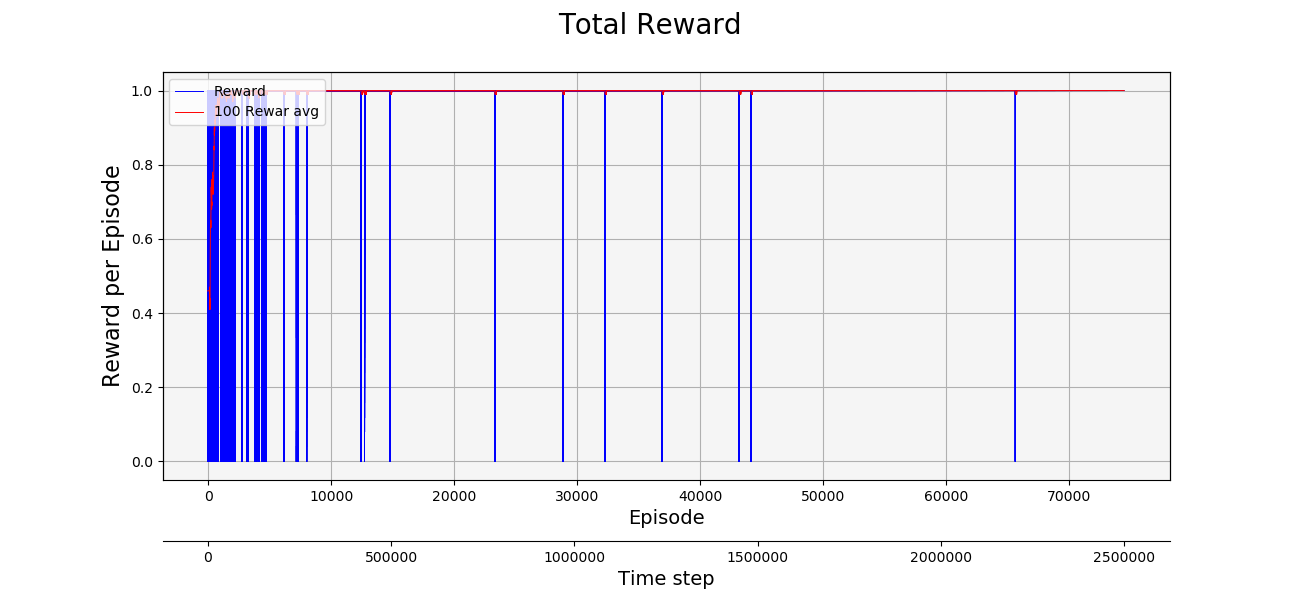 Total Reward
Reward
100 Rewar avg
Reward per Episode
1.0
0.8
0.6
0.4
0.2
0.0
0 10000 20000 30000 40000 50000 60000 70000
Episode
0 500000 1000000 1500000 2000000 2500000
Time step